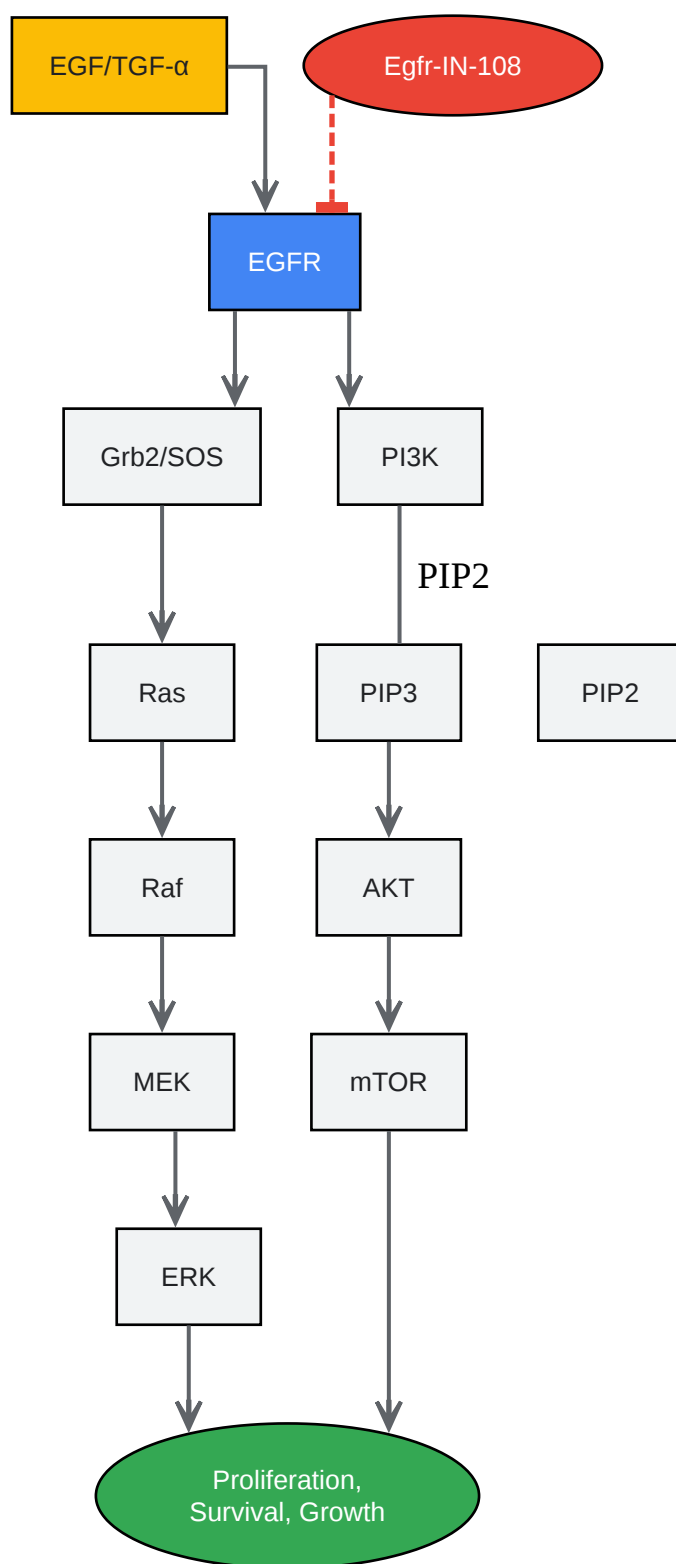 EGF/TGF-α
Egfr-IN-108
EGFR
Grb2/SOS
PI3K
PIP2
Ras
PIP3
PIP2
Raf
AKT
MEK
mTOR
ERK
Proliferation,
Survival, Growth